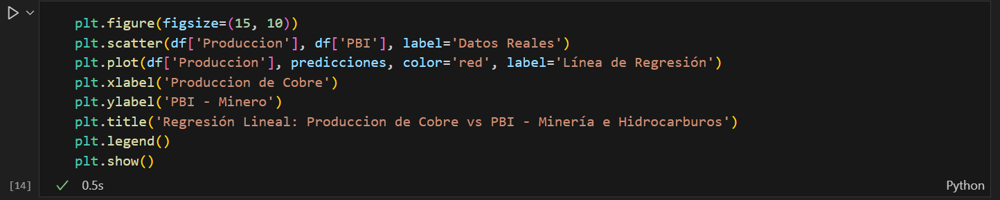 plt.figure(figsize=(15, 10))
plt.scatter(df['Produccion'], df['PBI'], label='Datos Reales')
plt.plot(df['Produccion'], predicciones, color='red', label='Línea de Regresión')
plt.xlabel('Produccion de Cobre')
plt.ylabel('PBI - Minero')
plt.title('Regresión Lineal: Produccion de Cobre vs PBI - Minería e Hidrocarburos')
plt.legend()
plt.show()
[14] 0.5s Python